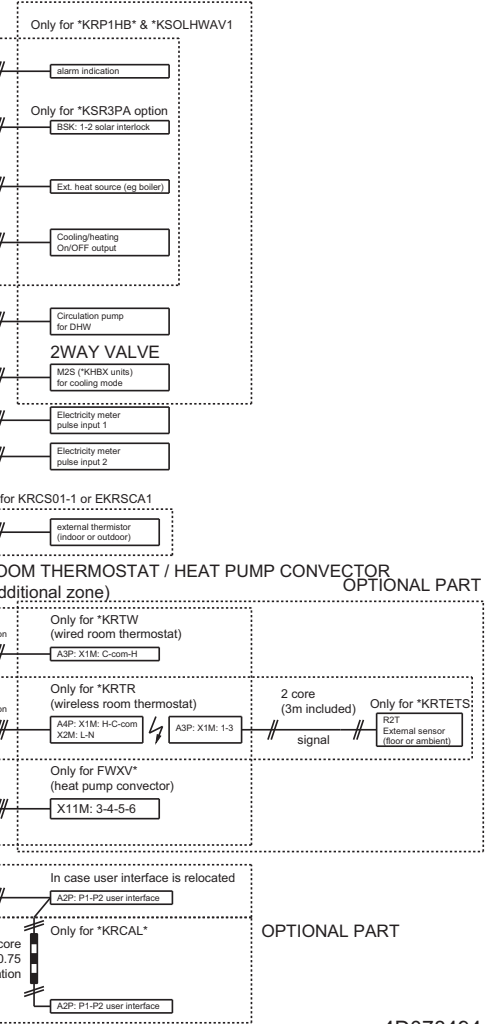 Only for *KRP1HB* & *KSOLHWAV1
alarm indication
Only for *KSR3PA option
BSK: 1-2 solar interlock
Ext. heat source (eg boiler)
Cooling/heating
On/OFF output
Circulation pump
for DHW
2WAY VALVE
M2S (*KHBX units)
for cooling mode
Electricity meter
pulse input 1
Electricity meter
pulse input 2
for KRCS01-1 or EKRSCA1
external thermistor
(indoor or outdoor)
OOM THERMOSTAT / HEAT PUMP CONVECTOR
dditional zone)
OPTIONAL PART
on
Only for *KRTW
(wired room thermostat)
A3P: X1M: C-com-H
on
Only for *KRTR
(wireless room thermostat)
A4P: X1M: H-C-com
X2M: L-N
A3P: X1M: 1-3
2 core
(3m included)
signal
Only for *KRTETS
R2T
External sensor
(floor or ambient)
Only for FWXV*
(heat pump convector)
X11M: 3-4-5-6
In case user interface is relocated
A2P: P1-P2 user interface
Only for *KRCAL*
OPTIONAL PART
core
0.75
ation
A2P: P1-P2 user interface